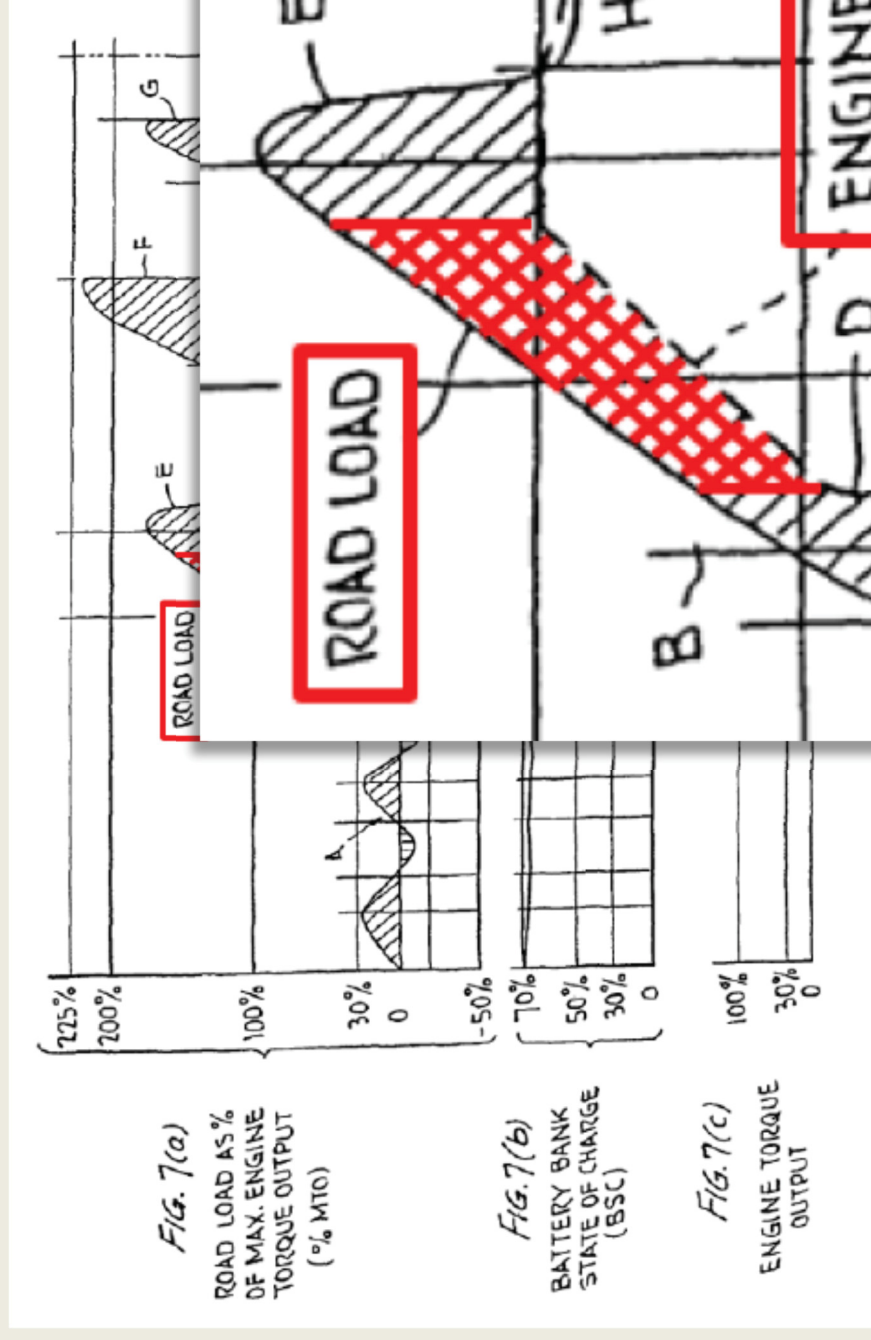 FIG. 7(a)
ROAD LOAD AS %
OF MAX. ENGINE
TORQUE OUTPUT
(% MTO)
225%
200%
100%
30%
0
-50%
A
ROAD LOAD
E
F
G
FIG. 7(b)
BATTERY BANK
STATE OF CHARGE
(BSC)
70%
50%
30%
0
FIG. 7(c)
ENGINE TORQUE
OUTPUT
100%
30%
0
ROAD LOAD
E
H
B
D
ENGINE